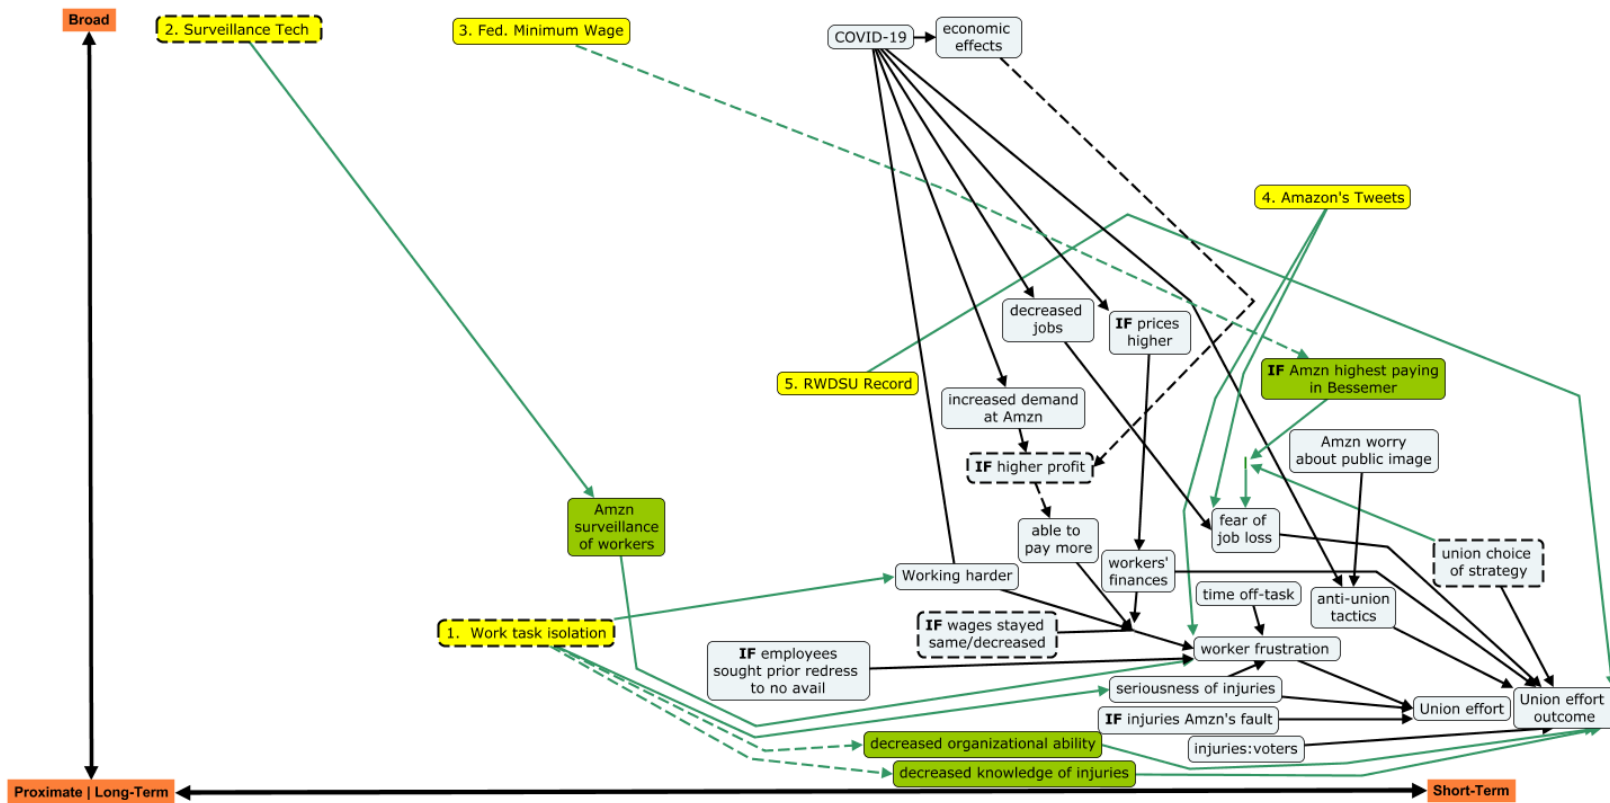 Broad
2. Surveillance Tech
3. Fed. Minimum Wage
COVID-19
economic
effects
4. Amazon's Tweets
decreased
jobs
IF prices
higher
5. RWDSU Record
IF Amzn highest paying
in Bessemer
increased demand
at Amzn
Amzn worry
about public image
IF higher profit
Amzn
surveillance
of workers
able to
pay more
fear of
job loss
union choice
of strategy
Working harder
workers'
finances
time off-task
anti-union
tactics
1.  Work task isolation
IF wages stayed
same/decreased
IF employees
sought prior redress
to no avail
worker frustration
seriousness of injuries
Union effort
Union effort
outcome
IF injuries Amzn's fault
decreased organizational ability
injuries:voters
decreased knowledge of injuries
Proximate | Long-Term
Short-Term